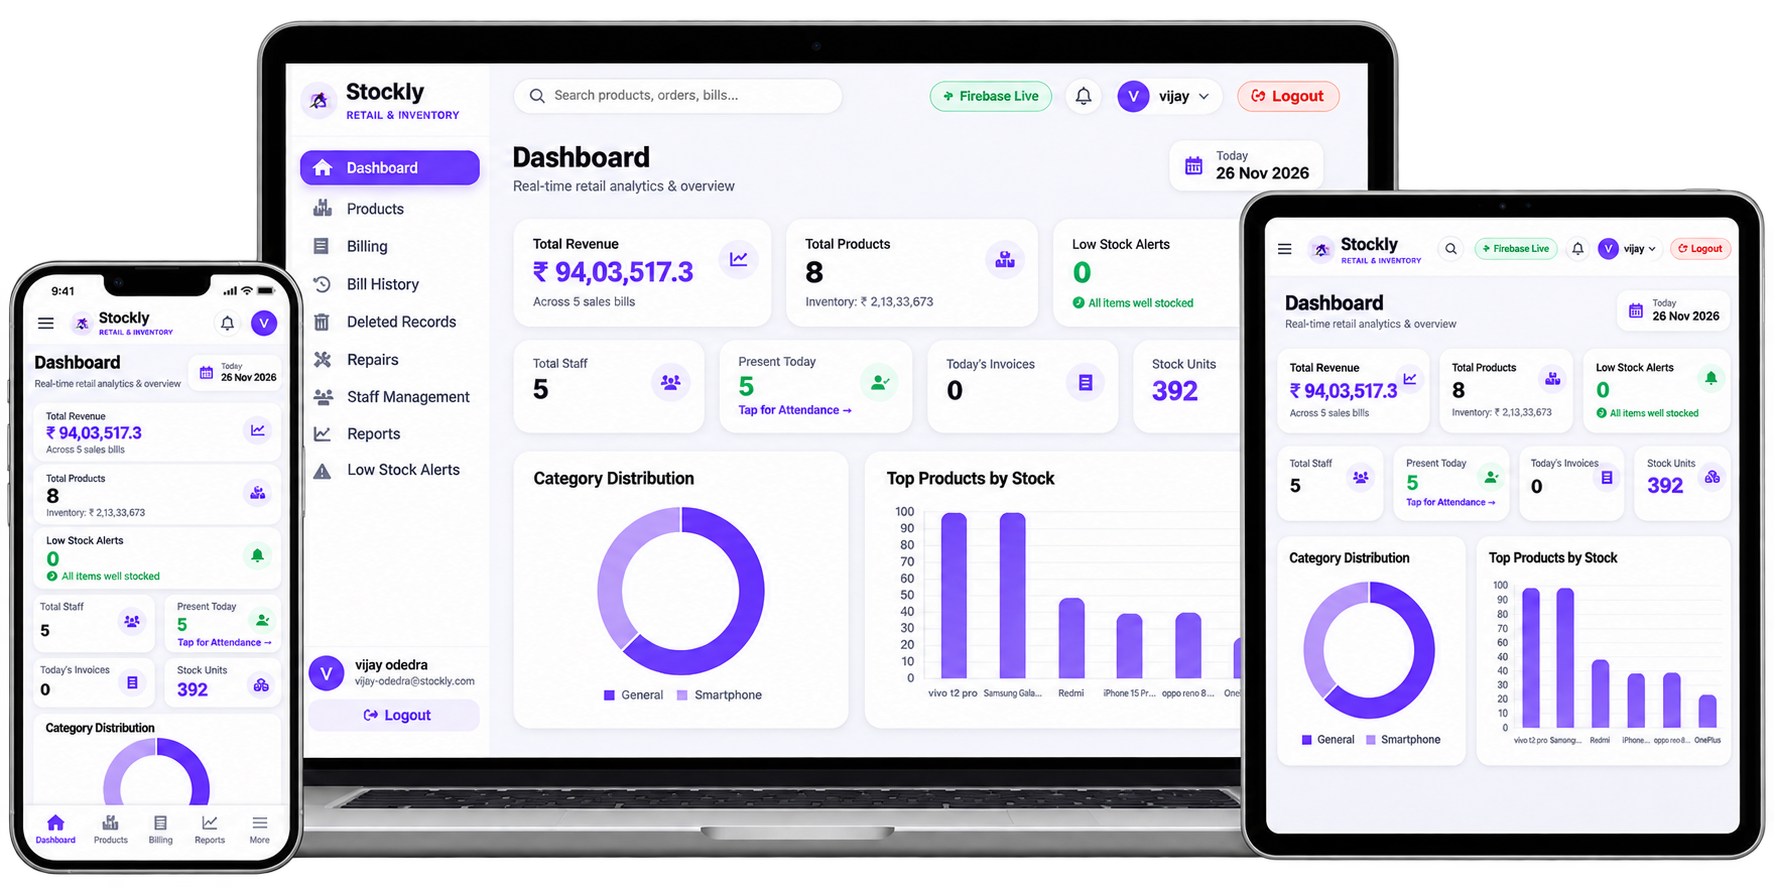 Stockly
RETAIL & INVENTORY
Search products, orders, bills...
Firebase Live
V
vijay
Logout
Dashboard
Products
Billing
Bill History
Deleted Records
Repairs
Staff Management
Reports
Low Stock Alerts
V
vijay odedra
vijay-odedra@stockly.com
Logout
Dashboard
Real-time retail analytics & overview
Today
26 Nov 2026
Total Revenue
₹ 94,03,517.3
Across 5 sales bills
Total Products
8
Inventory: ₹ 2,13,33,673
Low Stock Alerts
0
All items well stocked
Total Staff
5
Present Today
5
Tap for Attendance →
Today's Invoices
0
Stock Units
392
Category Distribution
General
Smartphone
Top Products by Stock
100
90
80
70
60
50
40
30
20
10
0
vivo t2 pro
Samsung Gala...
Redmi
iPhone 15 Pr...
oppo reno 8...
One
9:41
Stockly
RETAIL & INVENTORY
V
Dashboard
Real-time retail analytics & overview
Today
26 Nov 2026
Total Revenue
₹ 94,03,517.3
Across 5 sales bills
Total Products
8
Inventory: ₹ 2,13,33,673
Low Stock Alerts
0
All items well stocked
Total Staff
5
Present Today
5
Tap for Attendance →
Today's Invoices
0
Stock Units
392
Category Distribution
Dashboard
Products
Billing
Reports
More
Stockly
RETAIL & INVENTORY
Firebase Live
V
vijay
Logout
Dashboard
Real-time retail analytics & overview
Today
26 Nov 2026
Total Revenue
₹ 94,03,517.3
Across 5 sales bills
Total Products
8
Inventory: ₹ 2,13,33,673
Low Stock Alerts
0
All items well stocked
Total Staff
5
Present Today
5
Tap for Attendance →
Today's Invoices
0
Stock Units
392
Category Distribution
General
Smartphone
Top Products by Stock
100
90
80
70
60
50
40
30
20
10
0
vivo t2 pro
Samong...
Redmi
iPhone...
oppo reo 8...
OnePlus